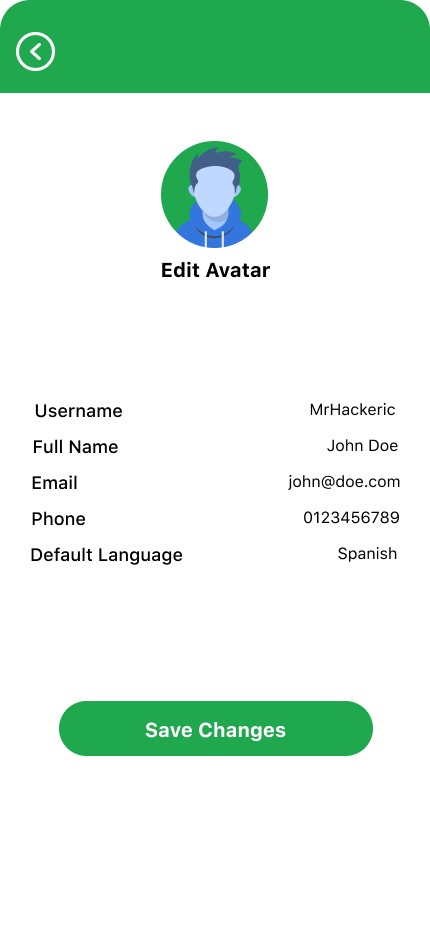 Edit Avatar
Username MrHackeric
Full Name John Doe
Email john@doe.com
Phone 0123456789
Default Language Spanish
Save Changes